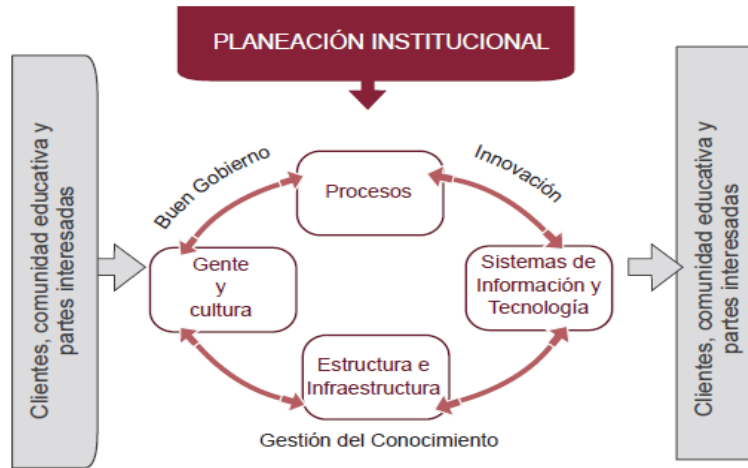 PLANEACIÓN INSTITUCIONAL
Clientes, comunidad educativa y
partes interesadas
Buen Gobierno
Innovación
Procesos
Gente
y
cultura
Sistemas de
Información y
Tecnología
Estructura e
Infraestructura
Gestión del Conocimiento
Clientes, comunidad educativa y
partes interesadas